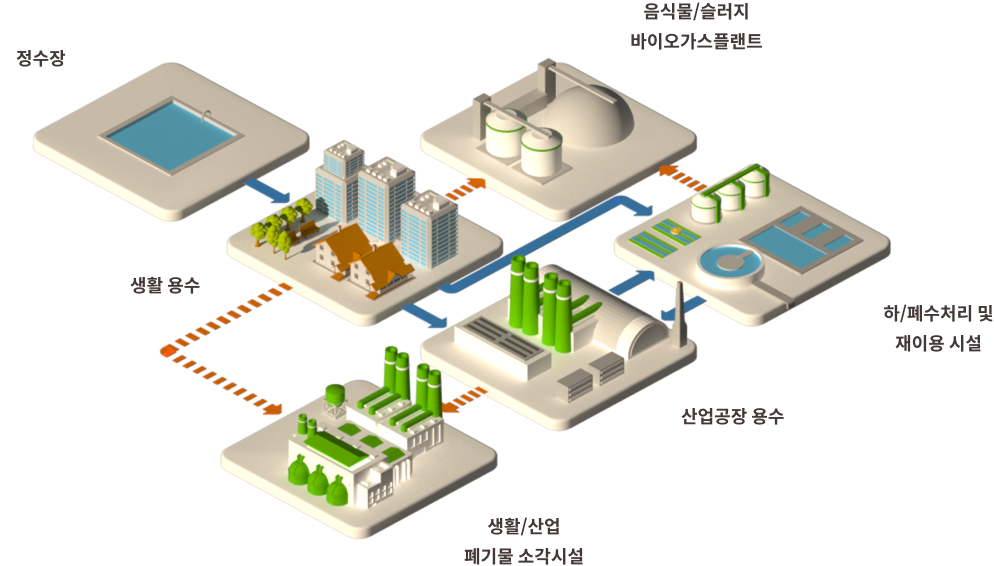 음식물/슬러지
바이오가스플랜트
정수장
생활 용수
하/폐수처리 및
재이용 시설
산업공장 용수
생활/산업
폐기물 소각시설